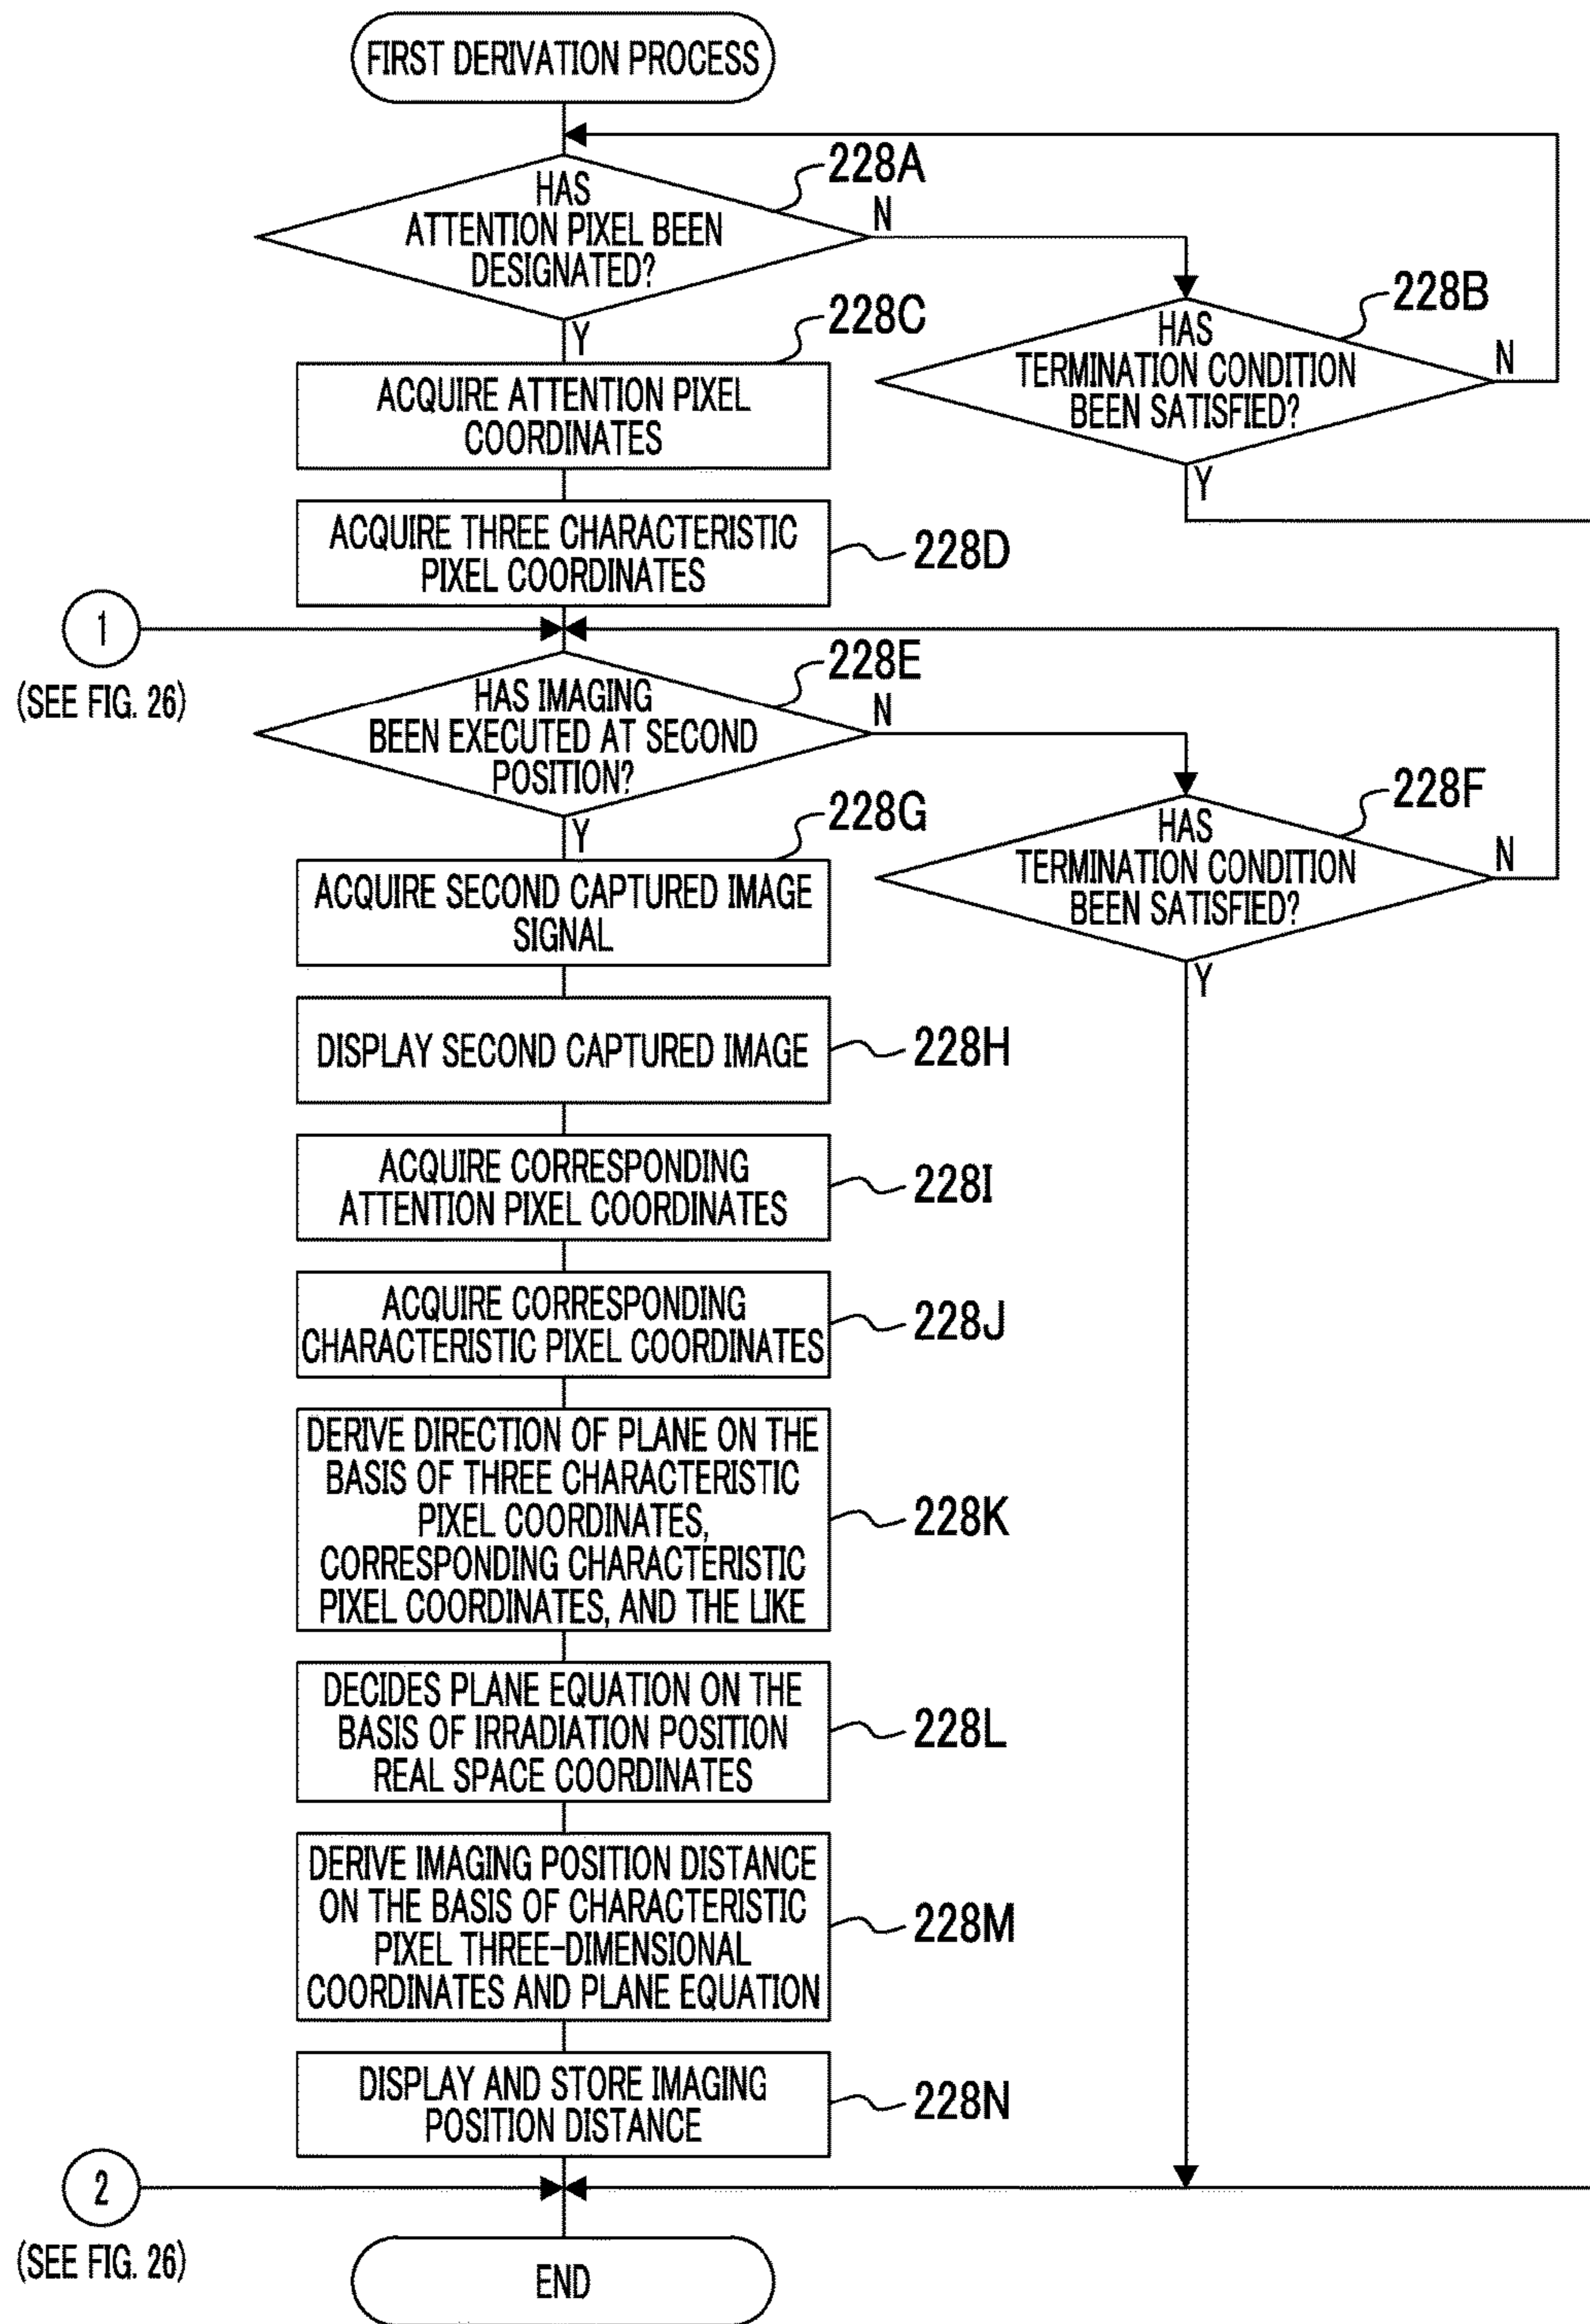 FIRST DERIVATION PROCESS
228A
HAS
ATTENTION PIXEL BEEN
DESIGNATED?
N
Y
228B
HAS
TERMINATION CONDITION
BEEN SATISFIED?
N
Y
228C
ACQUIRE ATTENTION PIXEL
COORDINATES
ACQUIRE THREE CHARACTERISTIC
PIXEL COORDINATES
228D
1
(SEE FIG. 26)
228E
HAS IMAGING
BEEN EXECUTED AT SECOND
POSITION?
N
Y
228F
HAS
TERMINATION CONDITION
BEEN SATISFIED?
N
Y
228G
ACQUIRE SECOND CAPTURED IMAGE
SIGNAL
DISPLAY SECOND CAPTURED IMAGE
228H
ACQUIRE CORRESPONDING
ATTENTION PIXEL COORDINATES
228I
ACQUIRE CORRESPONDING
CHARACTERISTIC PIXEL COORDINATES
228J
DERIVE DIRECTION OF PLANE ON THE
BASIS OF THREE CHARACTERISTIC
PIXEL COORDINATES,
CORRESPONDING CHARACTERISTIC
PIXEL COORDINATES, AND THE LIKE
228K
DECIDES PLANE EQUATION ON THE
BASIS OF IRRADIATION POSITION
REAL SPACE COORDINATES
228L
DERIVE IMAGING POSITION DISTANCE
ON THE BASIS OF CHARACTERISTIC
PIXEL THREE-DIMENSIONAL
COORDINATES AND PLANE EQUATION
228M
DISPLAY AND STORE IMAGING
POSITION DISTANCE
228N
2
(SEE FIG. 26)
END